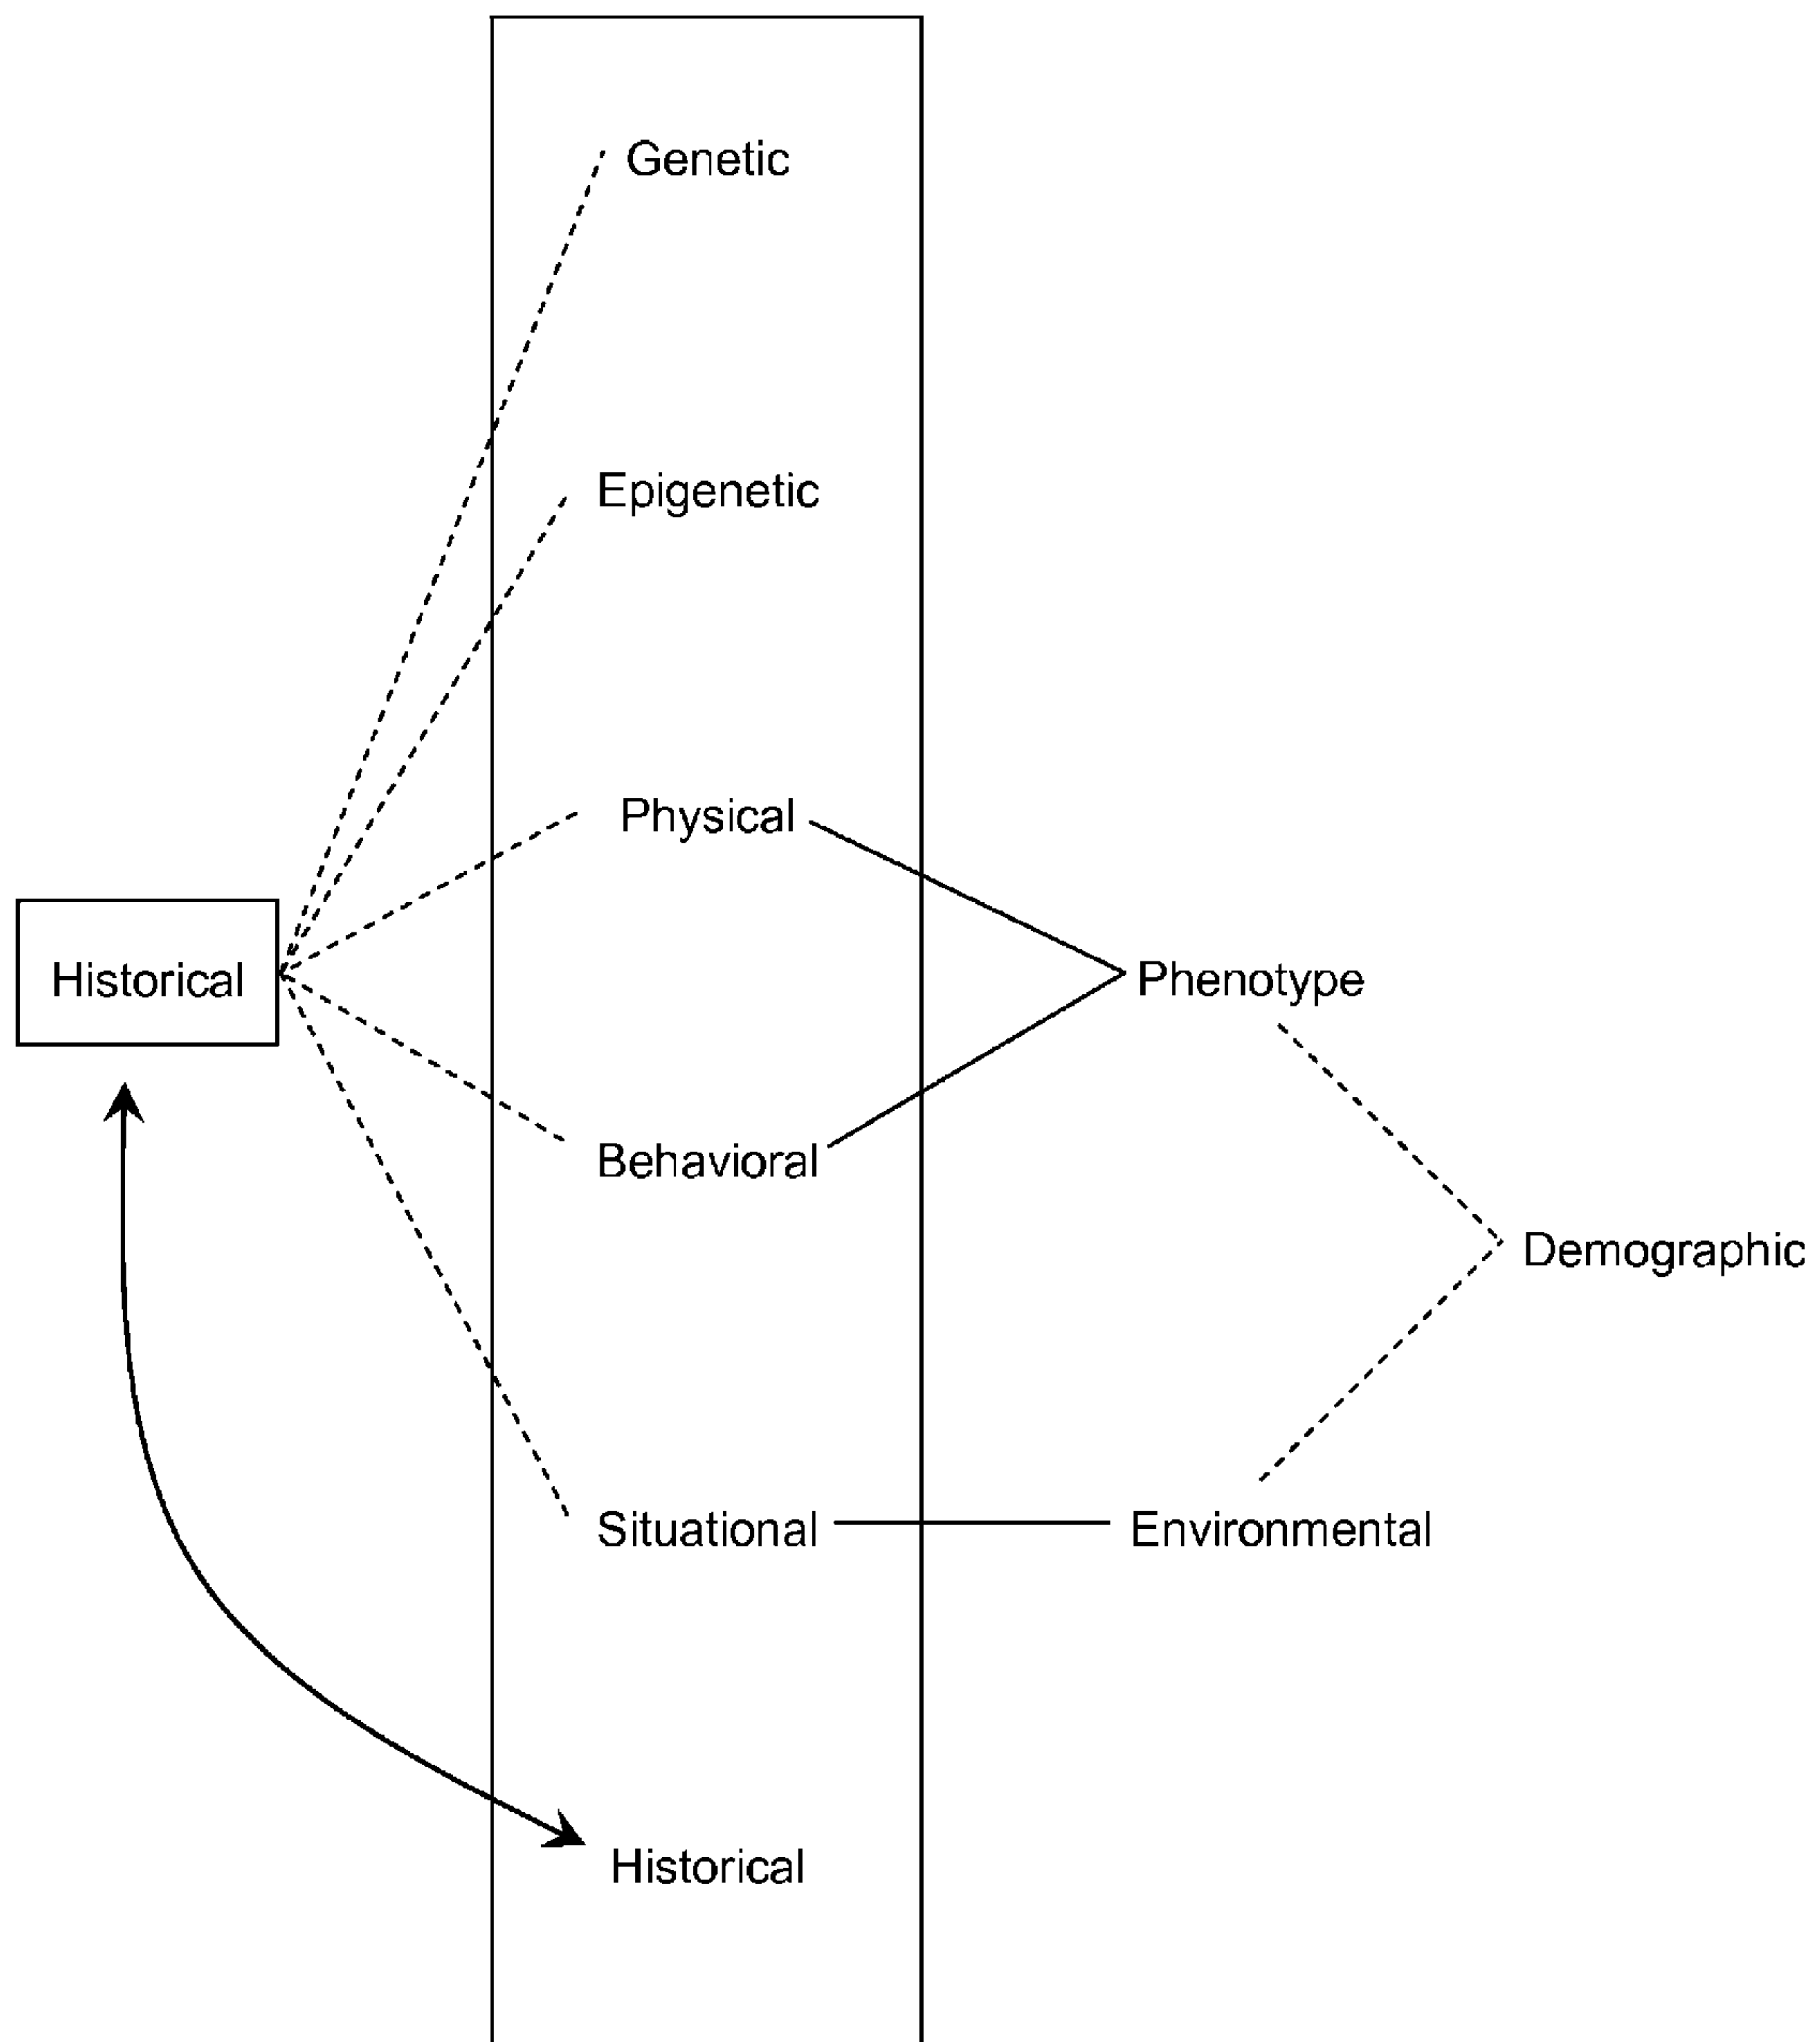 Genetic
Epigenetic
Physical
Historical
Phenotype
Behavioral
Demographic
Situational
Environmental
Historical